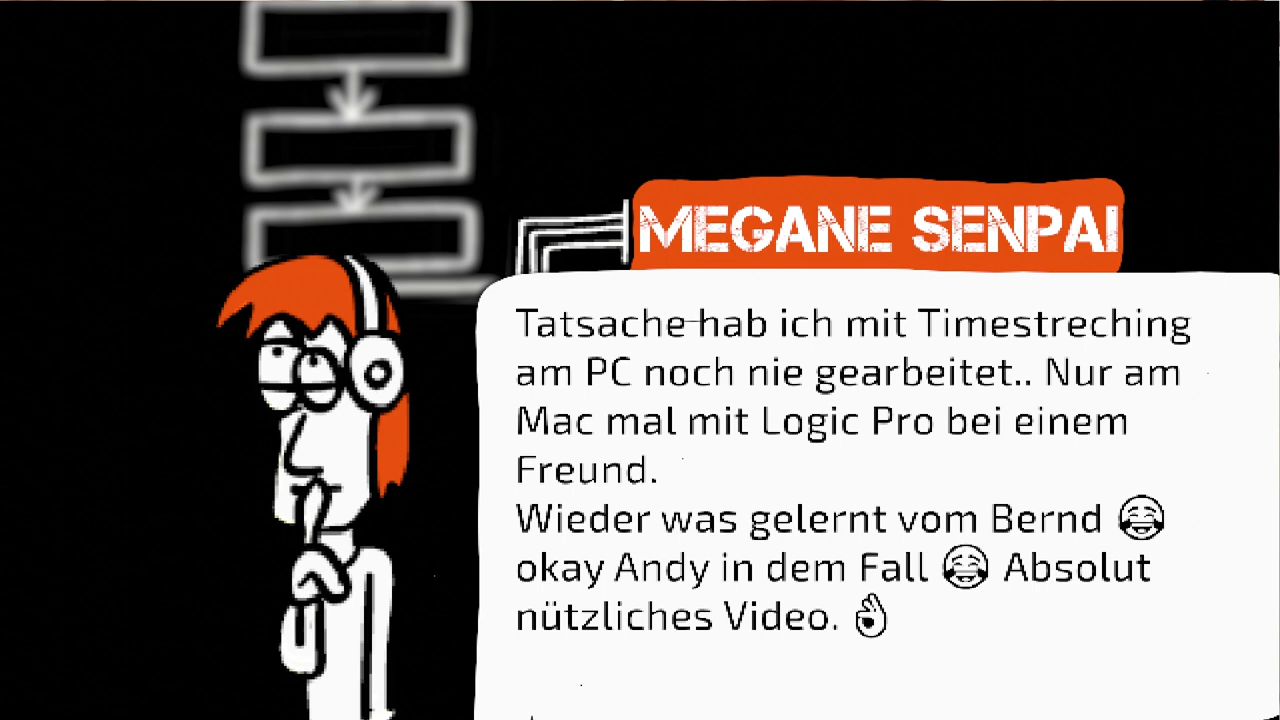 MEGANE SENPAI
Tatsache hab ich mit Timestreching
am PC noch nie gearbeitet.. Nur am
Mac mal mit Logic Pro bei einem
Freund.
Wieder was gelernt vom Bernd 😂
okay Andy in dem Fall 😂 Absolut
nützliches Video. 👌